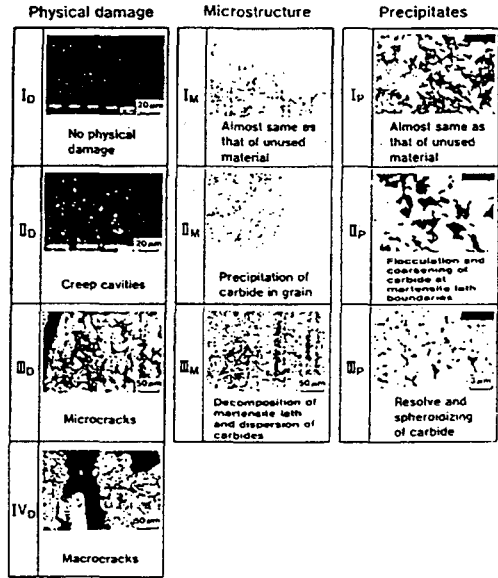 Physical damage
Microstructure
Precipitates
I_D
20 μm
No physical
damage
I_M
Almost same as
that of unused
material
I_P
Almost same as
that of unused
material
II_D
20 μm
Creep cavities
II_M
Precipitation of
carbide in grain
II_P
Flocculation and
coarsening of
carbide at
martensite lath
boundaries
III_D
50 μm
Microcracks
III_M
50 μm
Decomposition of
martensite lath
and dispersion of
carbides
III_P
3 μm
Resolve and
spheroidizing
of carbide
IV_D
50 μm
Macrocracks